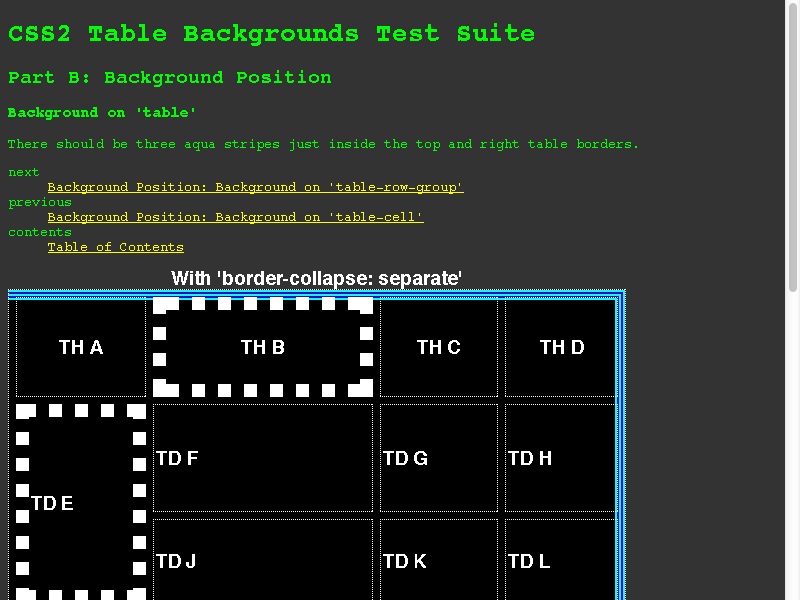 CSS2 Table Backgrounds Test Suite
Part B: Background Position
Background on 'table'
There should be three aqua stripes just inside the top and right table borders.
next
Background Position: Background on 'table-row-group'
previous
Background Position: Background on 'table-cell'
contents
Table of Contents
With 'border-collapse: separate'
TH A TH B TH C TH D
TD F TD G TD H
TD E
TD J TD K TD L